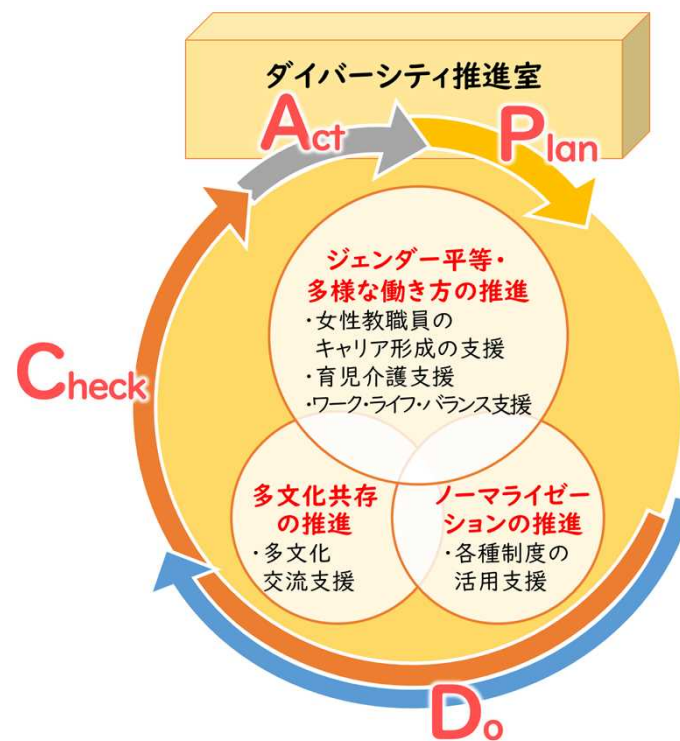 ダイバーシティ推進室
Act
Plan
ジェンダー平等・
多様な働き方の推進
・女性教職員の
キャリア形成の支援
・育児介護支援
・ワーク・ライフ・バランス支援
Check
多文化共存
の推進
・多文化
交流支援
ノーマライゼー
ションの推進
・各種制度の
活用支援
Do